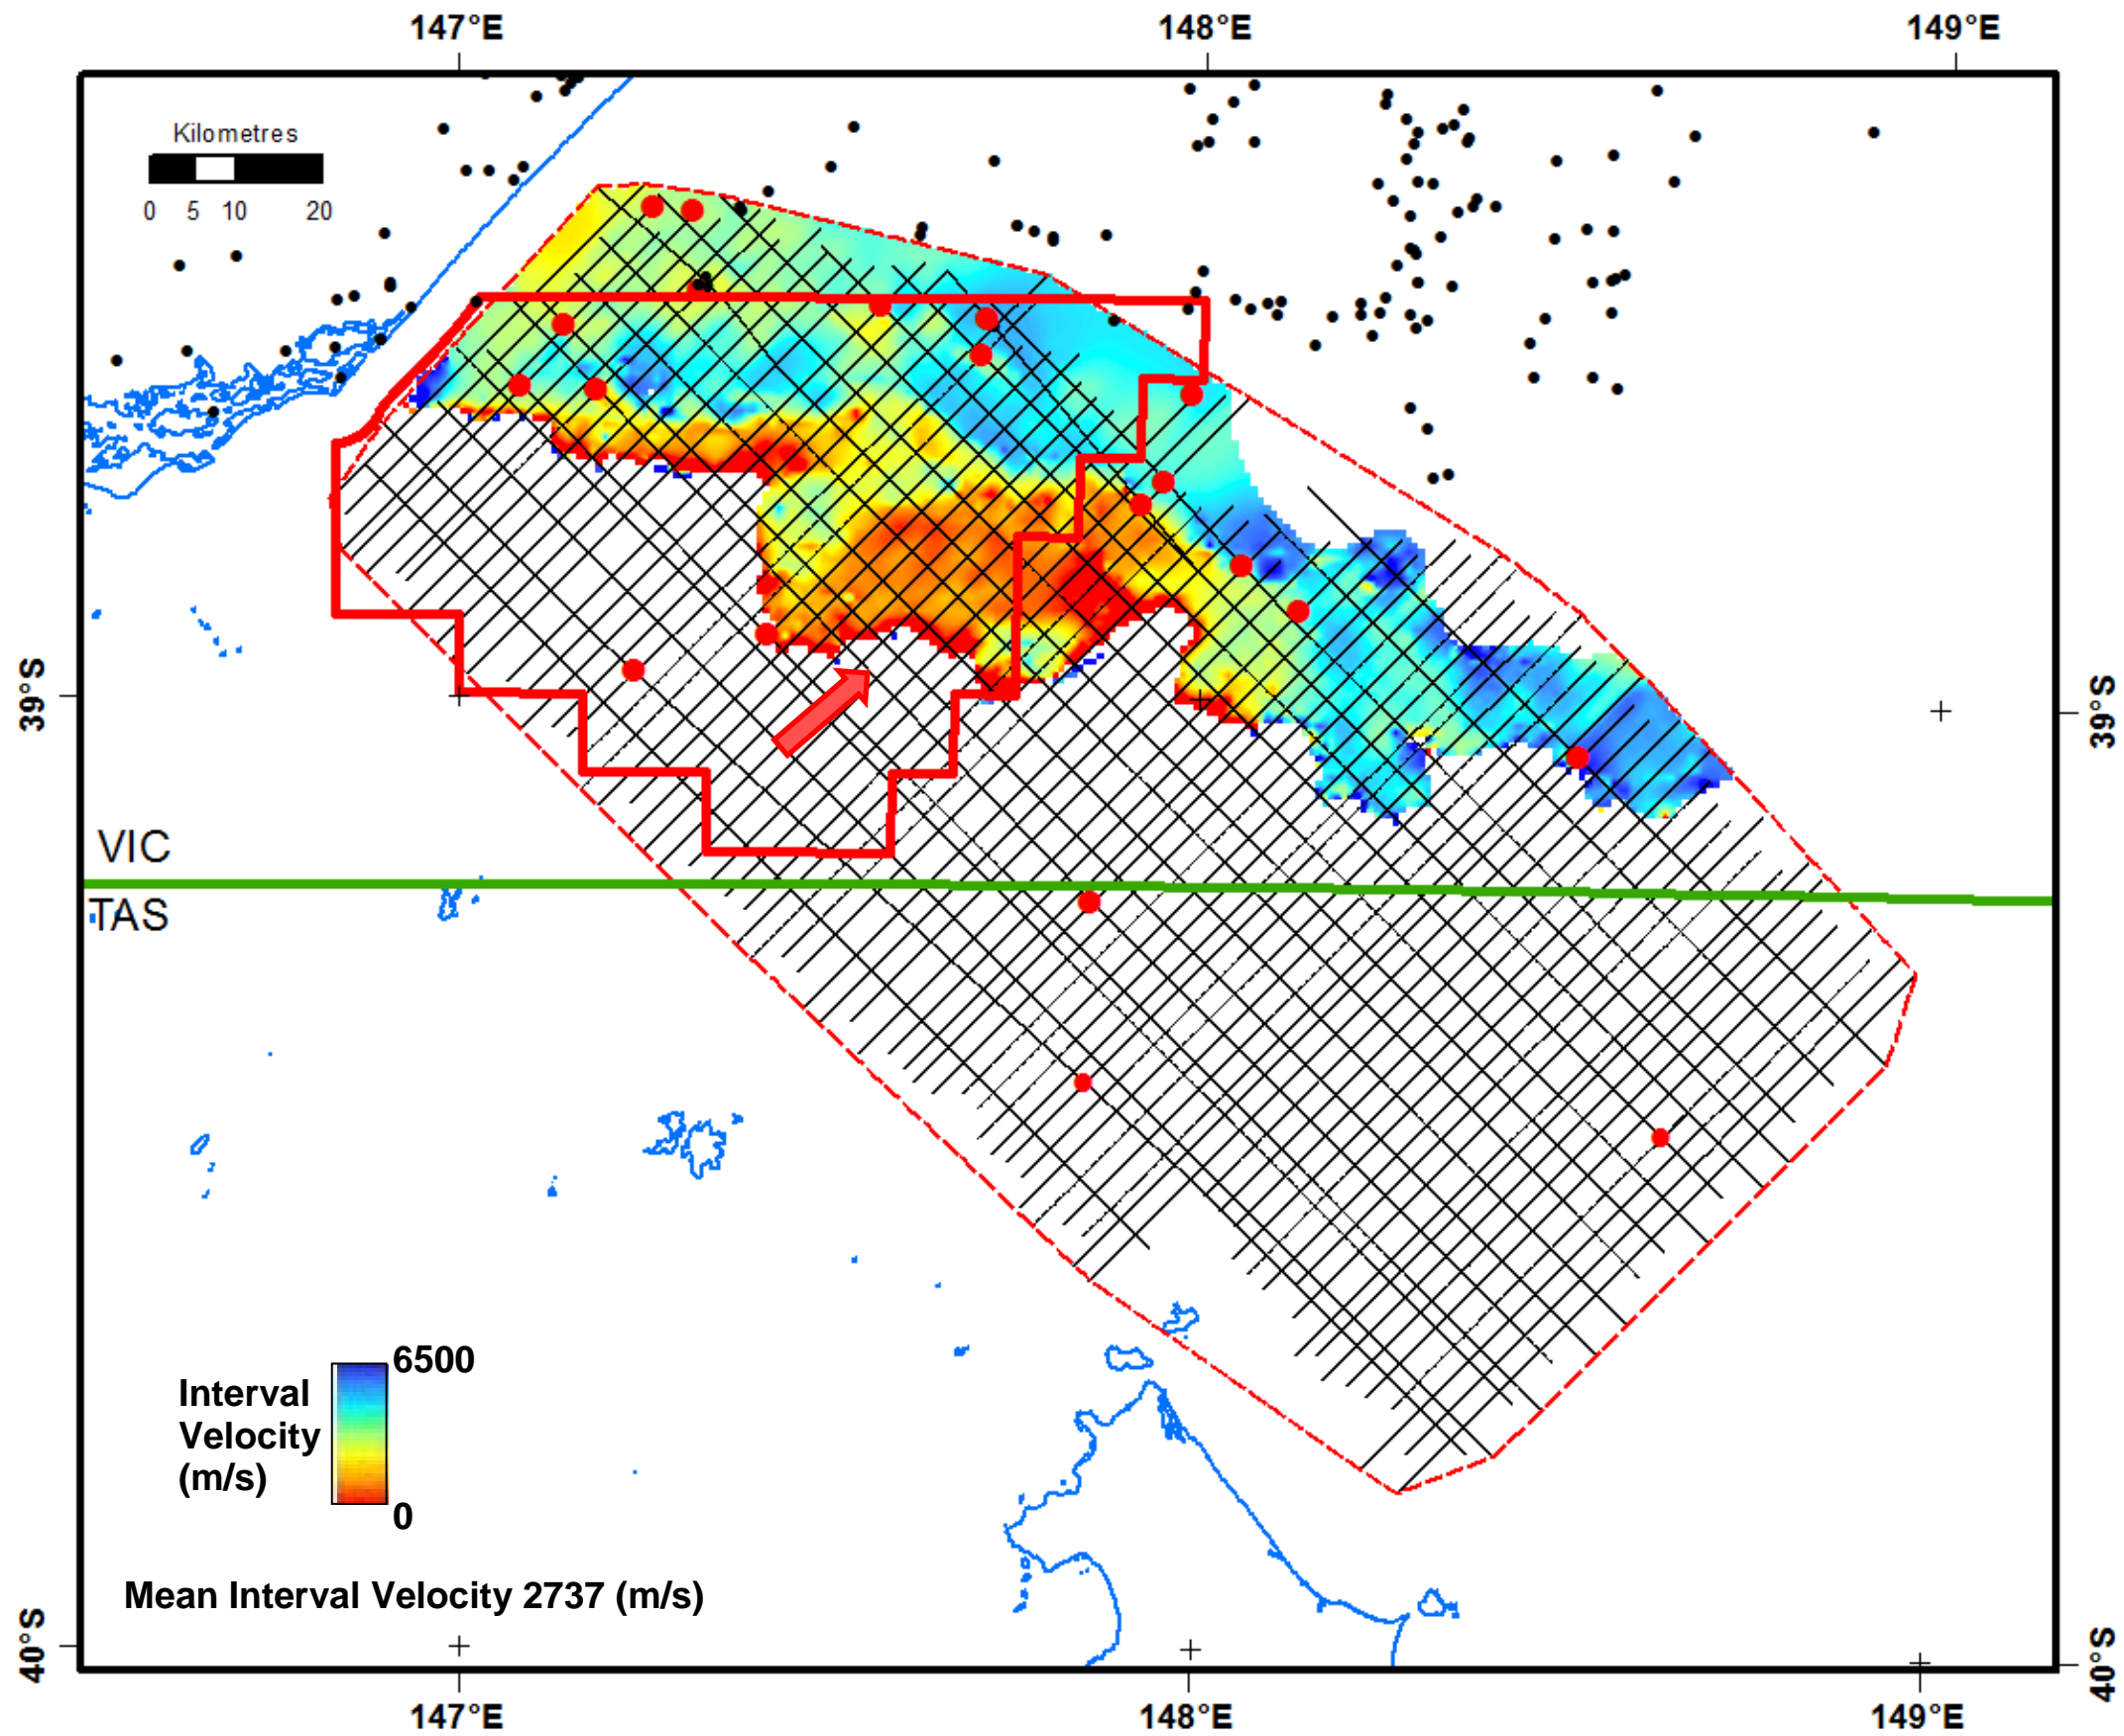 147°E 148°E 149°E
Kilometres
0 5 10 20
39°S
39°S
VIC
TAS
6500
Interval
Velocity
(m/s)
0
Mean Interval Velocity 2737 (m/s)
40°S
40°S
147°E 148°E 149°E